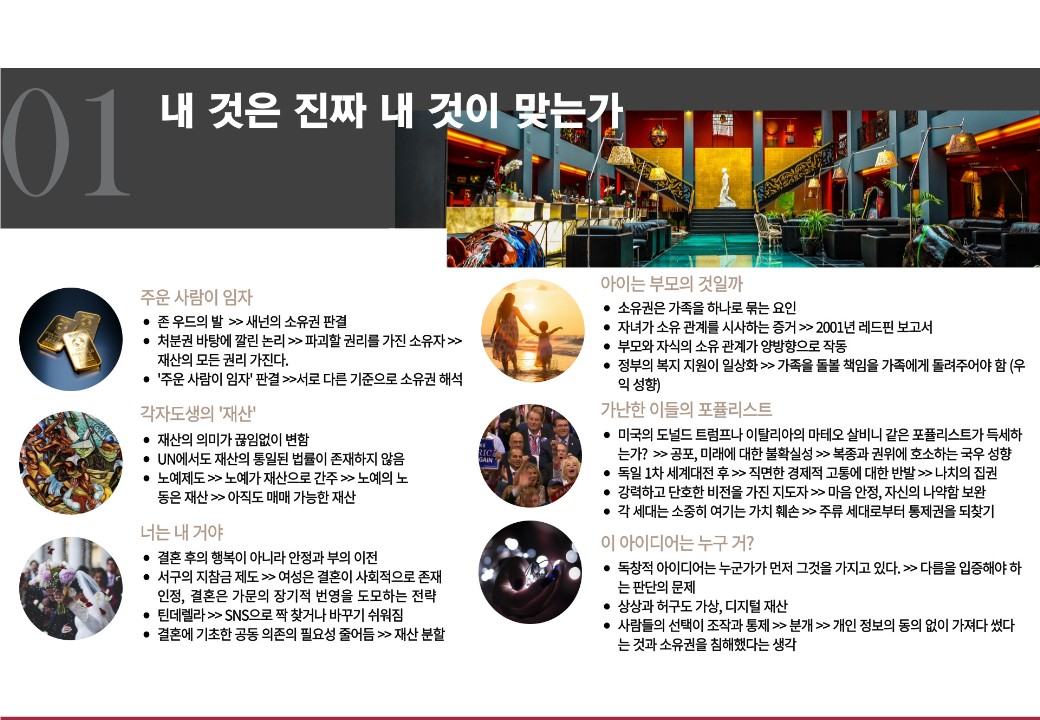 01
내 것은 진짜 내 것이 맞는가
주운 사람이 임자
• 존 우드의 발 >> 새넌의 소유권 판결
• 처분권 바탕에 깔린 논리 >> 파괴할 권리를 가진 소유자 >>
재산의 모든 권리 가진다.
• '주운 사람이 임자' 판결 >>서로 다른 기준으로 소유권 해석
각자도생의 '재산'
• 재산의 의미가 끊임없이 변함
• UN에서도 재산의 통일된 법률이 존재하지 않음
• 노예제도 >> 노예가 재산으로 간주 >> 노예의 노
동은 재산 >> 아직도 매매 가능한 재산
너는 내 거야
• 결혼 후의 행복이 아니라 안정과 부의 이전
• 서구의 지참금 제도 >> 여성은 결혼이 사회적으로 존재
인정, 결혼은 가문의 장기적 번영을 도모하는 전략
• 틴데렐라 >> SNS으로 짝 찾거나 바꾸기 쉬워짐
• 결혼에 기초한 공동 의존의 필요성 줄어듬 >> 재산 분할
아이는 부모의 것일까
• 소유권은 가족을 하나로 묶는 요인
• 자녀가 소유 관계를 시사하는 증거 >> 2001년 레드핀 보고서
• 부모와 자식의 소유 관계가 양방향으로 작동
• 정부의 복지 지원이 일상화 >> 가족을 돌볼 책임을 가족에게 돌려주어야 함 (우
익 성향)
가난한 이들의 포퓰리스트
• 미국의 도널드 트럼프나 이탈리아의 마테오 살비니 같은 포퓰리스트가 득세하
는가? >> 공포, 미래에 대한 불확실성 >> 복종과 권위에 호소하는 극우 성향
• 독일 1차 세계대전 후 >> 직면한 경제적 고통에 대한 반발 >> 나치의 집권
• 강력하고 단호한 비전을 가진 지도자 >> 마음 안정, 자신의 나약함 보완
• 각 세대는 소중히 여기는 가치 훼손 >> 주류 세대로부터 통제권을 되찾기
이 아이디어는 누구 거?
• 독창적 아이디어는 누군가가 먼저 그것을 가지고 있다. >> 다름을 입증해야 하
는 판단의 문제
• 상상과 허구도 가상, 디지털 재산
• 사람들의 선택이 조작과 통제 >> 분개 >> 개인 정보의 동의 없이 가져다 썼다
는 것과 소유권을 침해했다는 생각